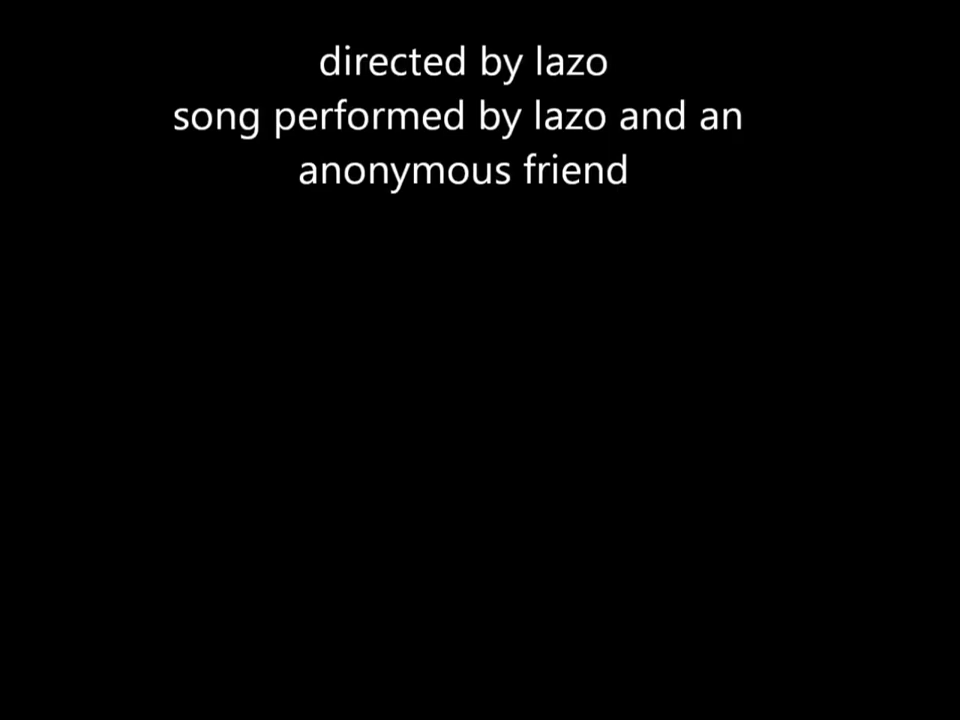 directed by lazo
song performed by lazo and an
anonymous friend